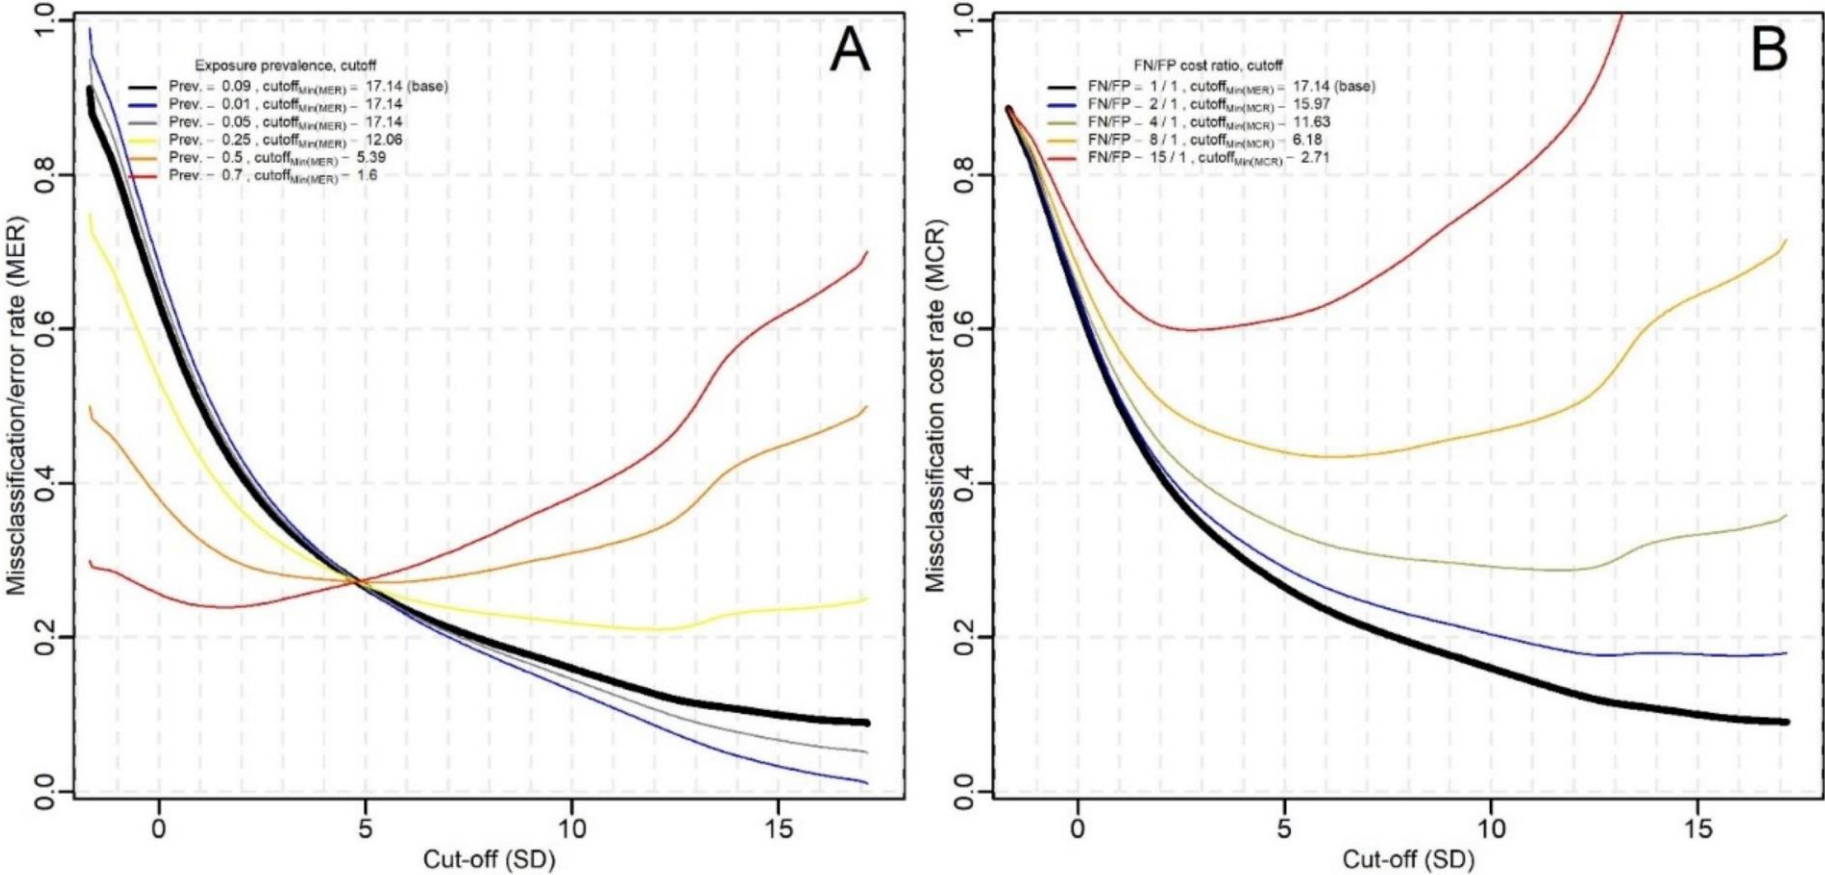 A
Exposure prevalence, cutoff
Prev. = 0.09 , cutoffMin(MER) = 17.14 (base)
Prev. – 0.01 , cutoffMin(MER) – 17.14
Prev. – 0.05 , cutoffMin(MER) – 17.14
Prev. – 0.25 , cutoffMin(MER) – 12.06
Prev. – 0.5 , cutoffMin(MER) – 5.39
Prev. – 0.7 , cutoffMin(MER) – 1.6
Missclassification/error rate (MER)
1.0
0.8
0.6
0.4
0.2
0.0
0 5 10 15
Cut-off (SD)
B
FN/FP cost ratio, cutoff
FN/FP = 1 / 1 , cutoffMin(MER) = 17.14 (base)
FN/FP – 2 / 1 , cutoffMin(MCR) – 15.97
FN/FP – 4 / 1 , cutoffMin(MCR) – 11.63
FN/FP – 8 / 1 , cutoffMin(MCR) – 6.18
FN/FP – 15 / 1 , cutoffMin(MCR) – 2.71
Missclassification cost rate (MCR)
1.0
0.8
0.6
0.4
0.2
0.0
0 5 10 15
Cut-off (SD)